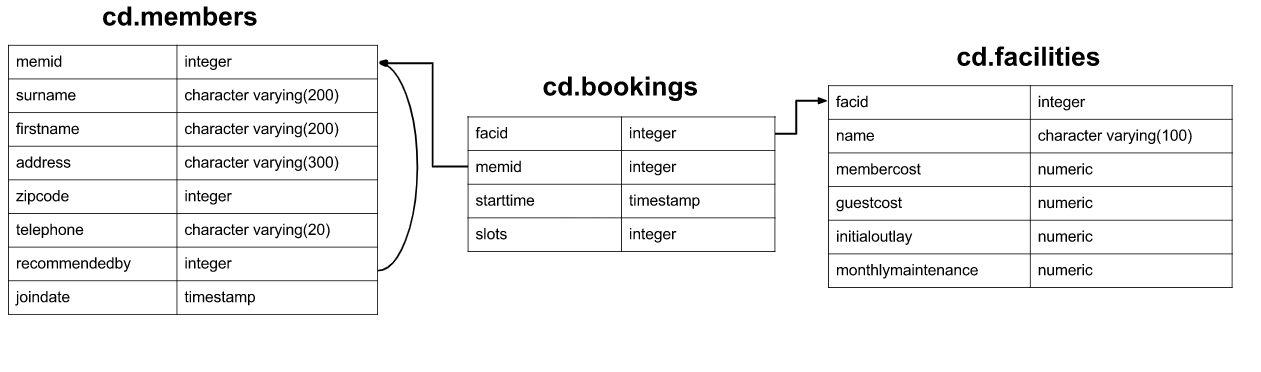 cd.members
memid integer
surname character varying(200)
firstname character varying(200)
address character varying(300)
zipcode integer
telephone character varying(20)
recommendedby integer
joindate timestamp
cd.bookings
facid integer
memid integer
starttime timestamp
slots integer
cd.facilities
facid integer
name character varying(100)
membercost numeric
guestcost numeric
initialoutlay numeric
monthlymaintenance numeric